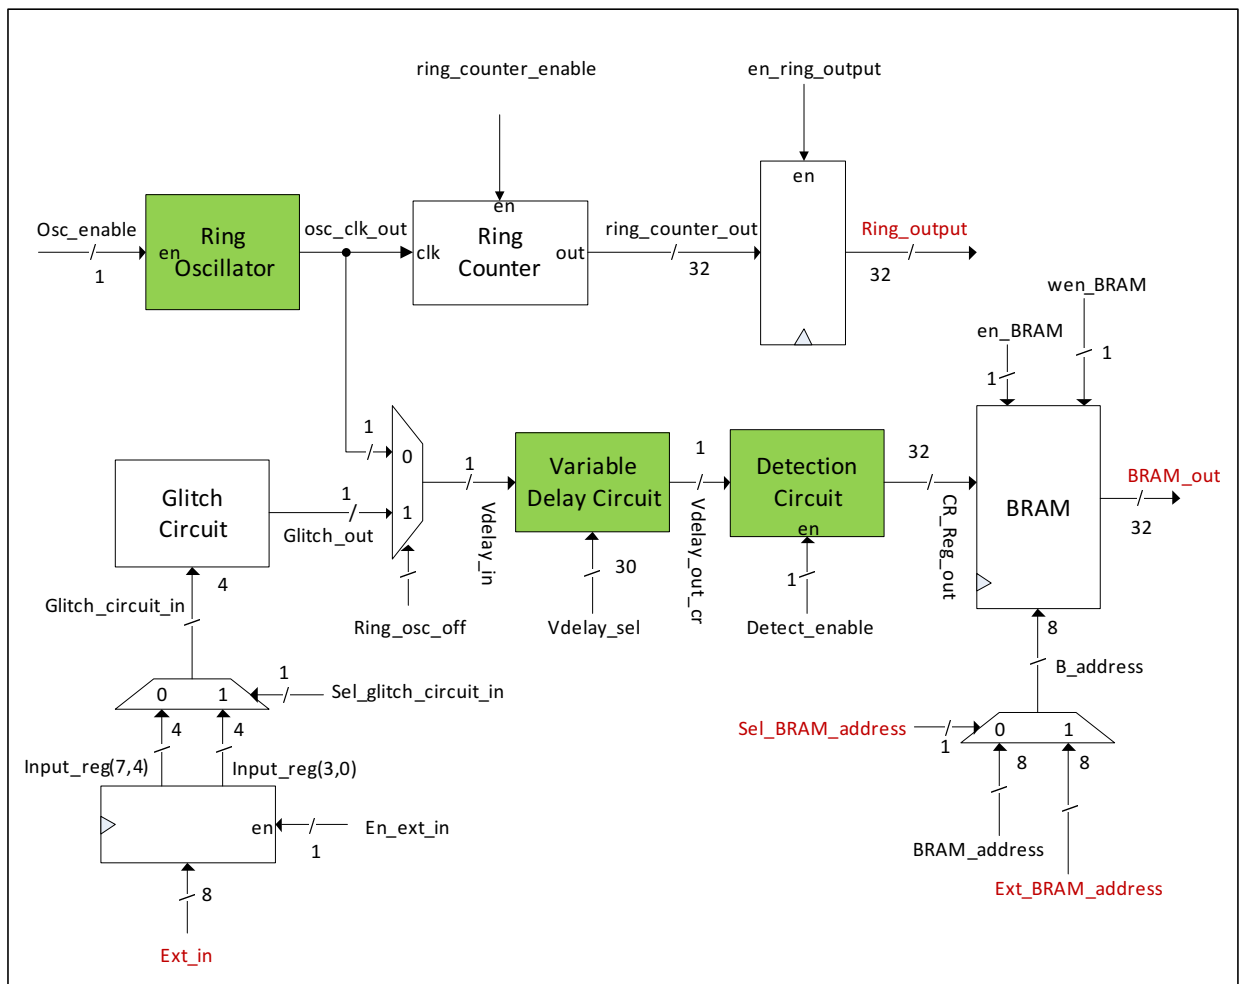 ring_counter_enable
en_ring_output
Osc_enable
1
en
Ring
Oscillator
osc_clk_out
en
clk
Ring
Counter
out
ring_counter_out
32
en
Ring_output
32
wen_BRAM
1
en_BRAM
1
Glitch
Circuit
4
1
Glitch_out
1
0
1
Ring_osc_off
1
Vdelay_in
Variable
Delay Circuit
30
Vdelay_sel
1
Vdelay_out_cr
Detection
Circuit
en
1
Detect_enable
32
CR_Reg_out
BRAM
BRAM_out
32
8
B_address
Glitch_circuit_in
0
1
1
Sel_glitch_circuit_in
4
4
Input_reg(7,4)
Input_reg(3,0)
en
1
En_ext_in
8
Ext_in
Sel_BRAM_address
1
0
1
8
8
BRAM_address
Ext_BRAM_address